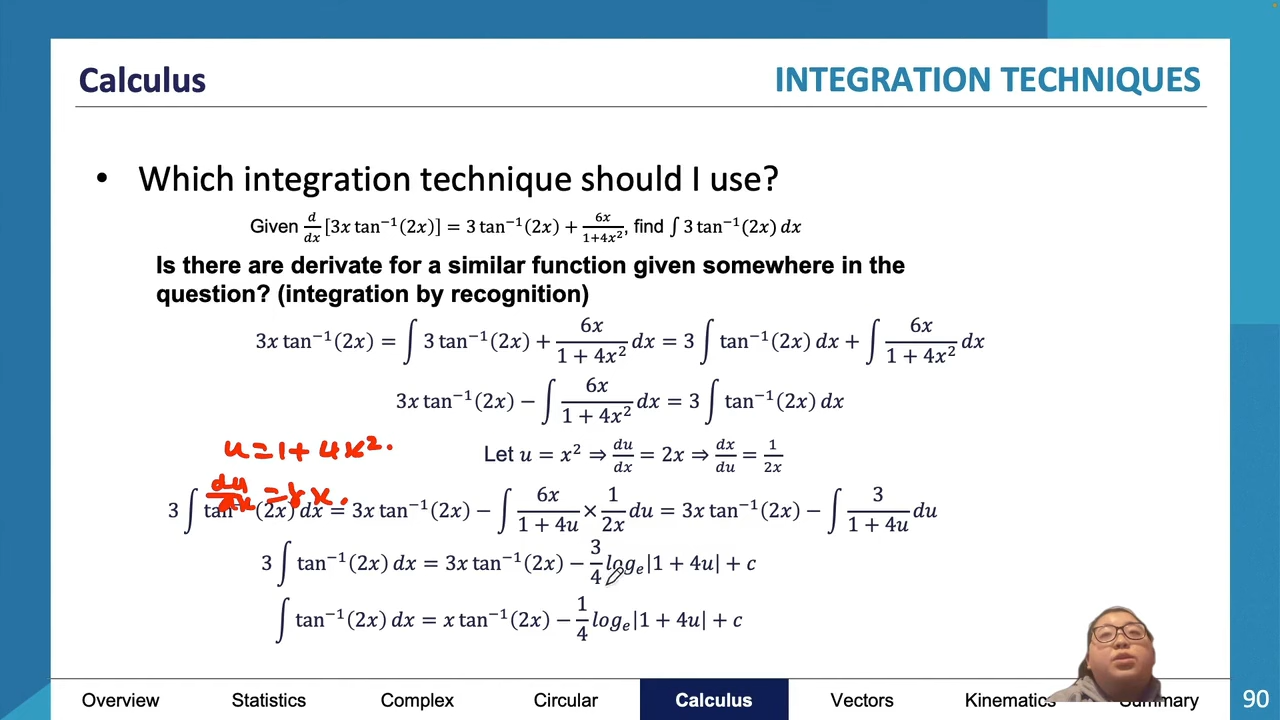 Calculus
INTEGRATION TECHNIQUES
• Which integration technique should I use?
Given d/dx [3x tan⁻¹(2x)] = 3 tan⁻¹(2x) + 6x/(1+4x²), find ∫ 3 tan⁻¹(2x) dx
Is there are derivate for a similar function given somewhere in the
question? (integration by recognition)
3x tan⁻¹(2x) = ∫ 3 tan⁻¹(2x) + 6x/(1 + 4x²) dx = 3 ∫ tan⁻¹(2x) dx + ∫ 6x/(1 + 4x²) dx
3x tan⁻¹(2x) − ∫ 6x/(1 + 4x²) dx = 3 ∫ tan⁻¹(2x) dx
u = 1 + 4x².
Let u = x² ⇒ du/dx = 2x ⇒ dx/du = 1/2x
du/dx = 8x.
3 ∫ tan⁻¹(2x) dx = 3x tan⁻¹(2x) − ∫ 6x/(1 + 4u) × 1/2x du = 3x tan⁻¹(2x) − ∫ 3/(1 + 4u) du
3 ∫ tan⁻¹(2x) dx = 3x tan⁻¹(2x) − 3/4 logₑ|1 + 4u| + c
∫ tan⁻¹(2x) dx = x tan⁻¹(2x) − 1/4 logₑ|1 + 4u| + c
Overview Statistics Complex Circular Calculus Vectors Kinematics Summary 90